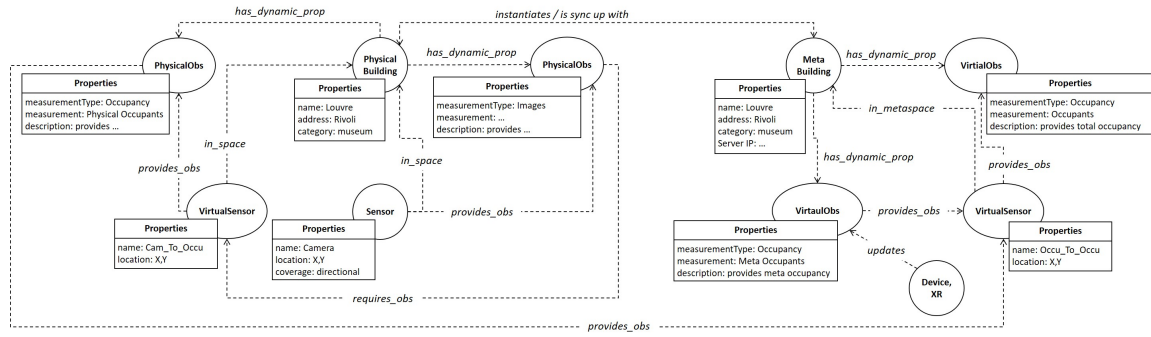 has_dynamic_prop
instantiates / is sync up with
PhysicalObs
Properties
measurementType: Occupancy
measurement: Physical Occupants
description: provides ...
Physical
Building
Properties
name: Louvre
address: Rivoli
category: museum
has_dynamic_prop
PhysicalObs
Properties
measurementType: Images
measurement: ...
description: provides ...
Meta
Building
Properties
name: Louvre
address: Rivoli
category: museum
Server IP: ...
has_dynamic_prop
VirtialObs
Properties
measurementType: Occupancy
measurement: Occupants
description: provides total occupancy
in_metaspace
in_space
in_space
has_dynamic_prop
provides_obs
provides_obs
VirtualSensor
Properties
name: Cam_To_Occu
location: X,Y
Sensor
Properties
name: Camera
location: X,Y
coverage: directional
provides_obs
VirtauObs
Properties
measurementType: Occupancy
measurement: Meta Occupants
description: provides meta occupancy
provides_obs
VirtualSensor
Properties
name: Occu_To_Occu
location: X,Y
updates
Device,
XR
requires_obs
provides_obs